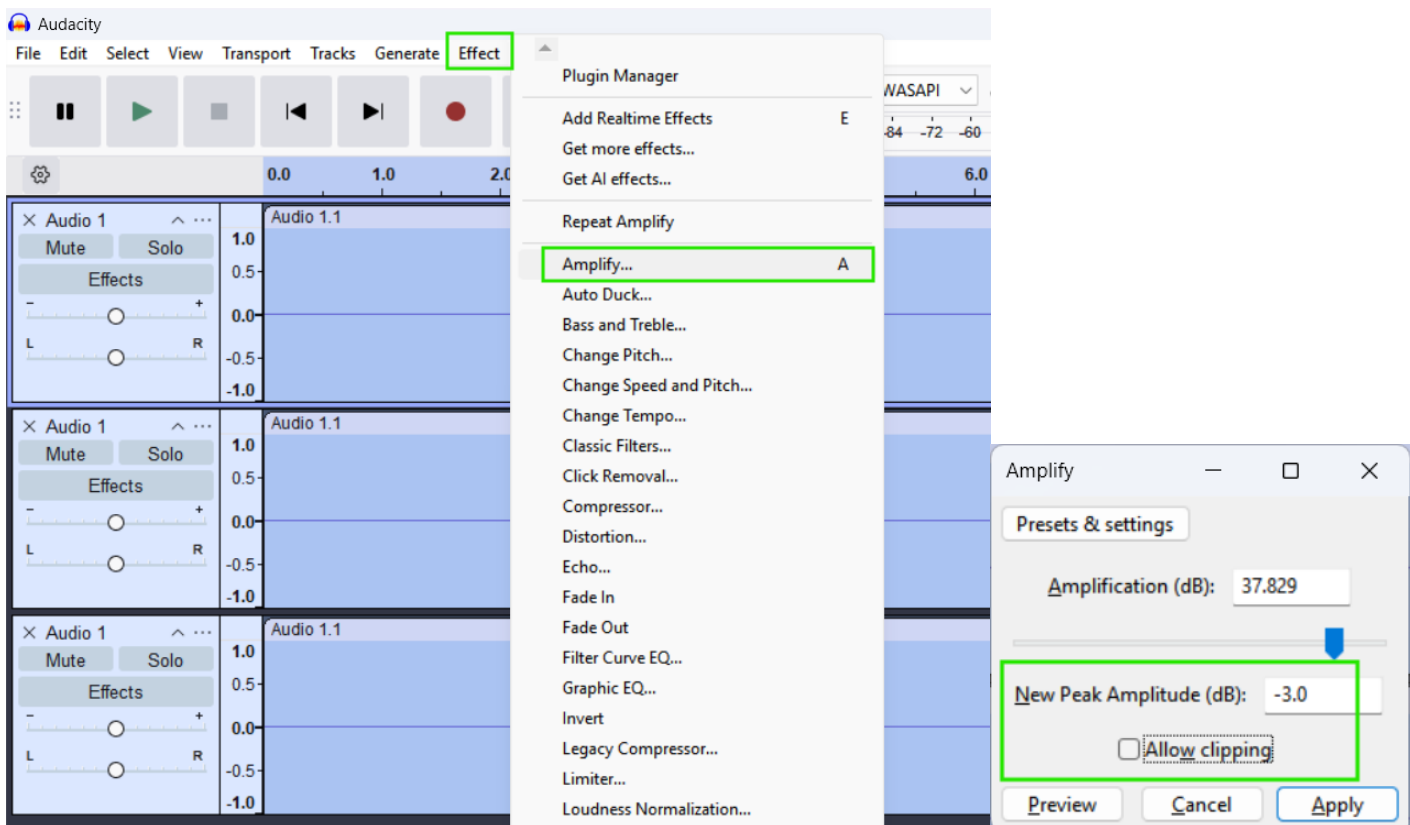 Audacity
File Edit Select View Transport Tracks Generate Effect
Plugin Manager
Add Realtime Effects E
Get more effects...
Get AI effects...
Repeat Amplify
Amplify... A
Auto Duck...
Bass and Treble...
Change Pitch...
Change Speed and Pitch...
Change Tempo...
Classic Filters...
Click Removal...
Compressor...
Distortion...
Echo...
Fade In
Fade Out
Filter Curve EQ...
Graphic EQ...
Invert
Legacy Compressor...
Limiter...
Loudness Normalization...
WASAPI
-84 -72 -60
0.0 1.0 2.0 6.0
Audio 1
Mute Solo
Effects
- +
L R
1.0
0.5
0.0
-0.5
-1.0
Audio 1.1
Audio 1
Mute Solo
Effects
- +
L R
1.0
0.5
0.0
-0.5
-1.0
Audio 1.1
Audio 1
Mute Solo
Effects
- +
L R
1.0
0.5
0.0
-0.5
-1.0
Audio 1.1
Amplify
Presets & settings
Amplification (dB): 37.829
New Peak Amplitude (dB): -3.0
Allow clipping
Preview Cancel Apply